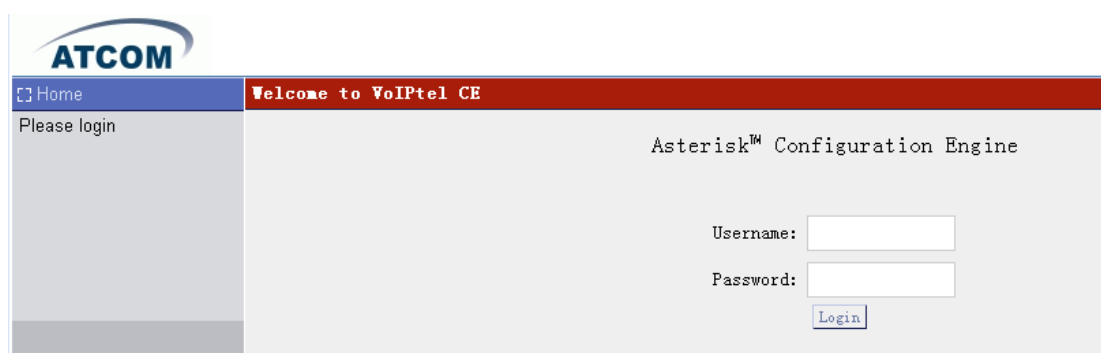 ATCOM
Home
Welcome to VoIPtel CE
Please login
Asterisk™ Configuration Engine
Username:
Password:
Login